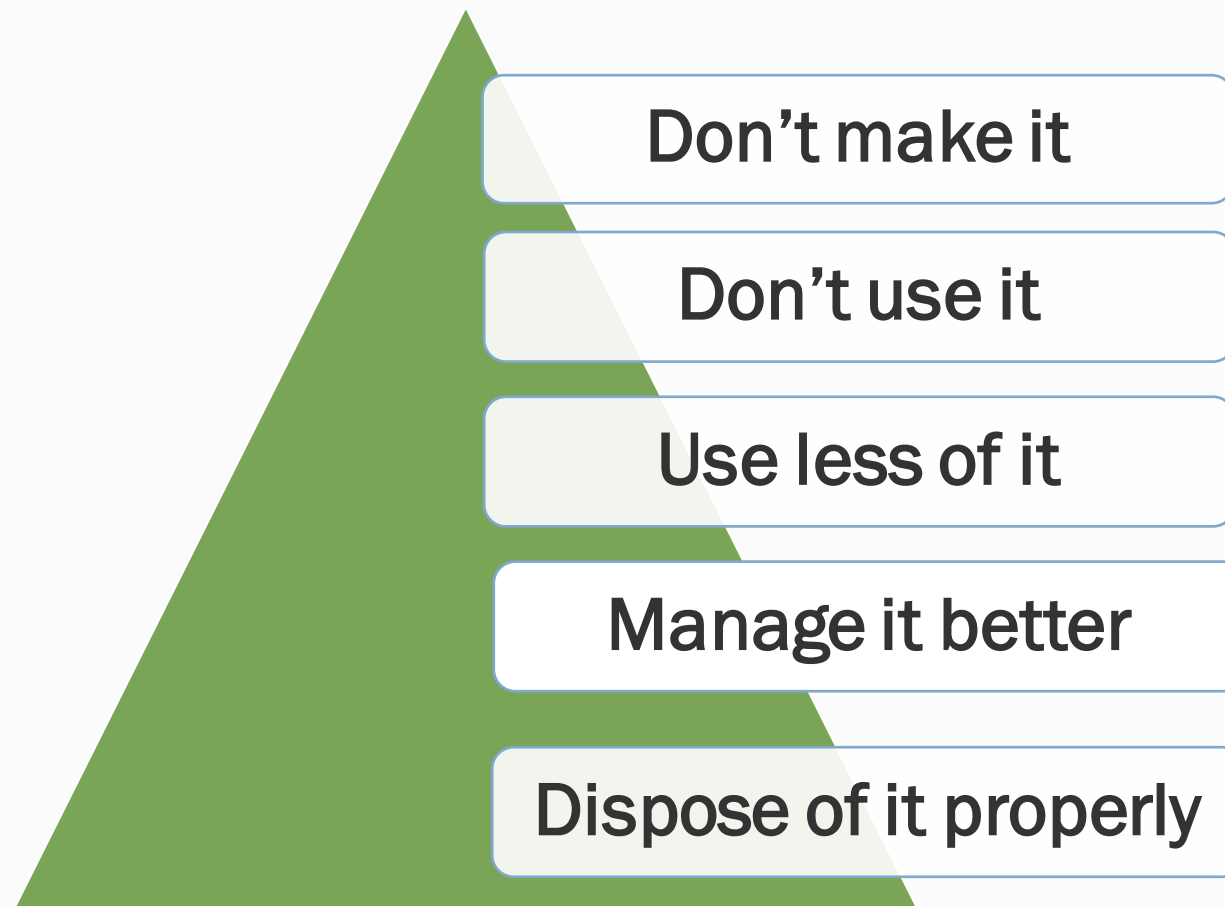 Don’t make it
Don’t use it
Use less of it
Manage it better
Dispose of it properly